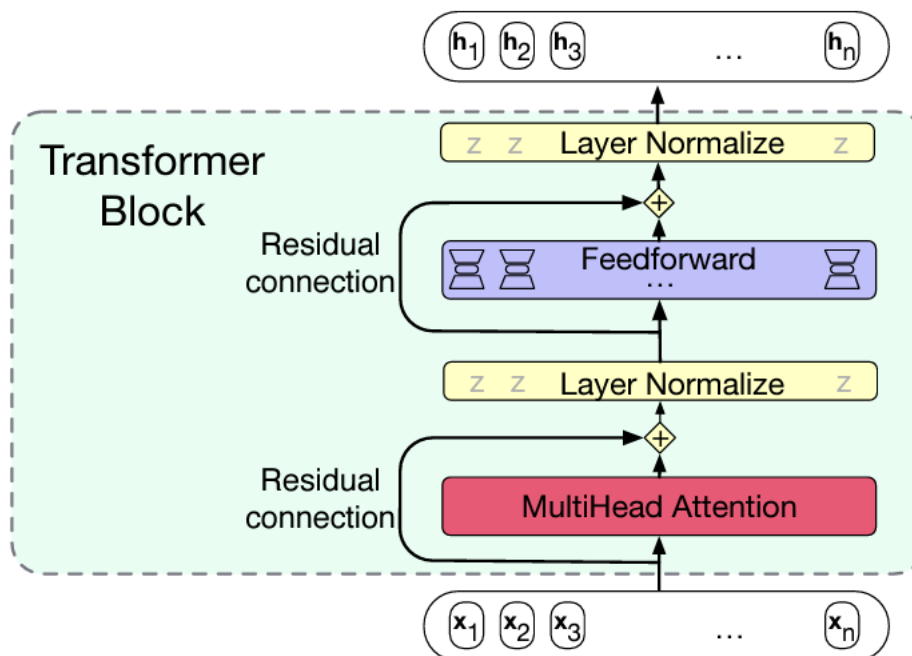 h1 h2 h3 ... hn
z z Layer Normalize z
Transformer
Block
+
Residual
connection
Feedforward
...
z z Layer Normalize z
+
Residual
connection
MultiHead Attention
x1 x2 x3 ... xn